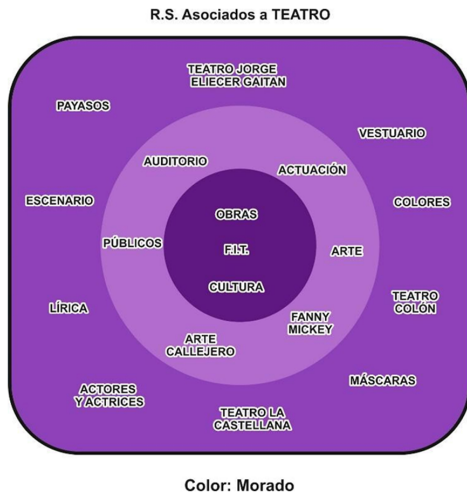 R.S. Asociados a TEATRO
TEATRO JORGE
ELIECER GAITAN
PAYASOS
VESTUARIO
AUDITORIO
ACTUACIÓN
ESCENARIO
COLORES
OBRAS
PÚBLICOS
F.I.T.
ARTE
CULTURA
LÍRICA
TEATRO
COLÓN
FANNY
MICKEY
ARTE
CALLEJERO
MÁSCARAS
ACTORES
Y ACTRICES
TEATRO LA
CASTELLANA
Color: Morado